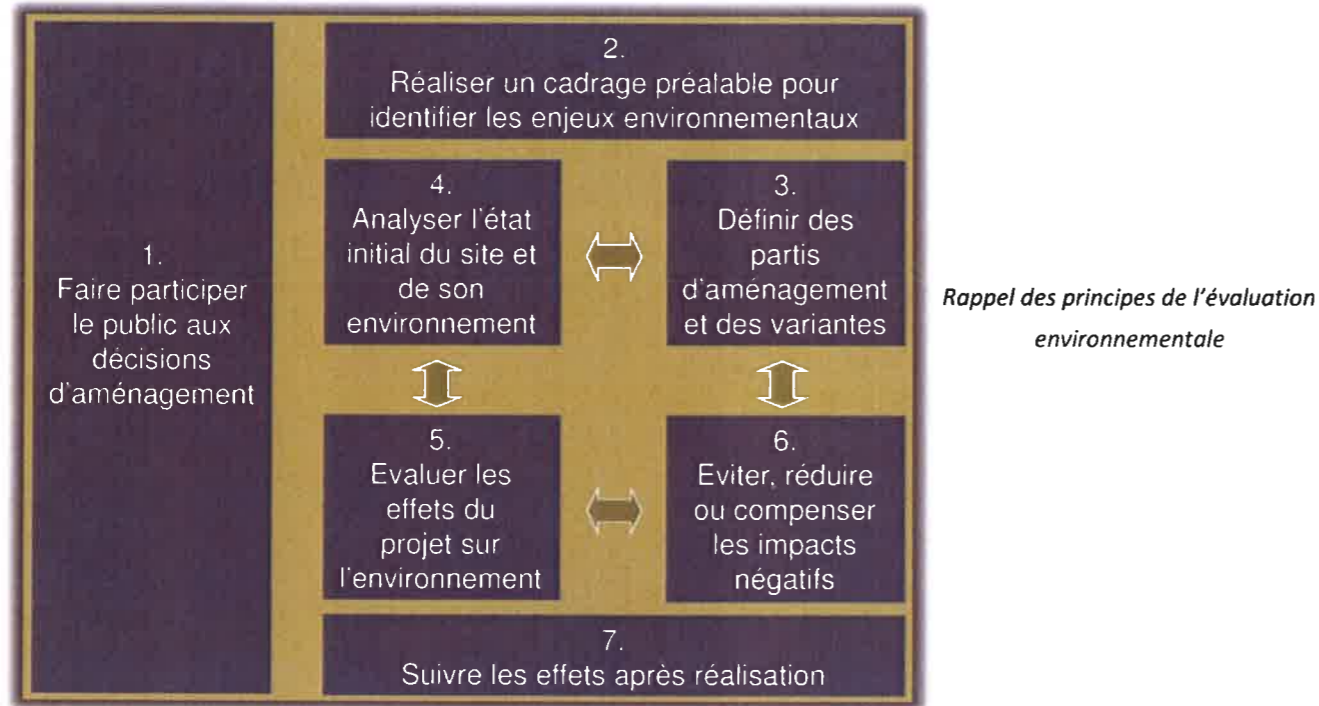 1.
Faire participer
le public aux
décisions
d'aménagement
2.
Réaliser un cadrage préalable pour
identifier les enjeux environnementaux
4.
Analyser l'état
initial du site et
de son
environnement
3.
Définir des
partis
d'aménagement
et des variantes
5.
Evaluer les
effets du
projet sur
l'environnement
6.
Eviter, réduire
ou compenser
les impacts
négatifs
7.
Suivre les effets après réalisation
Rappel des principes de l'évaluation
environnementale